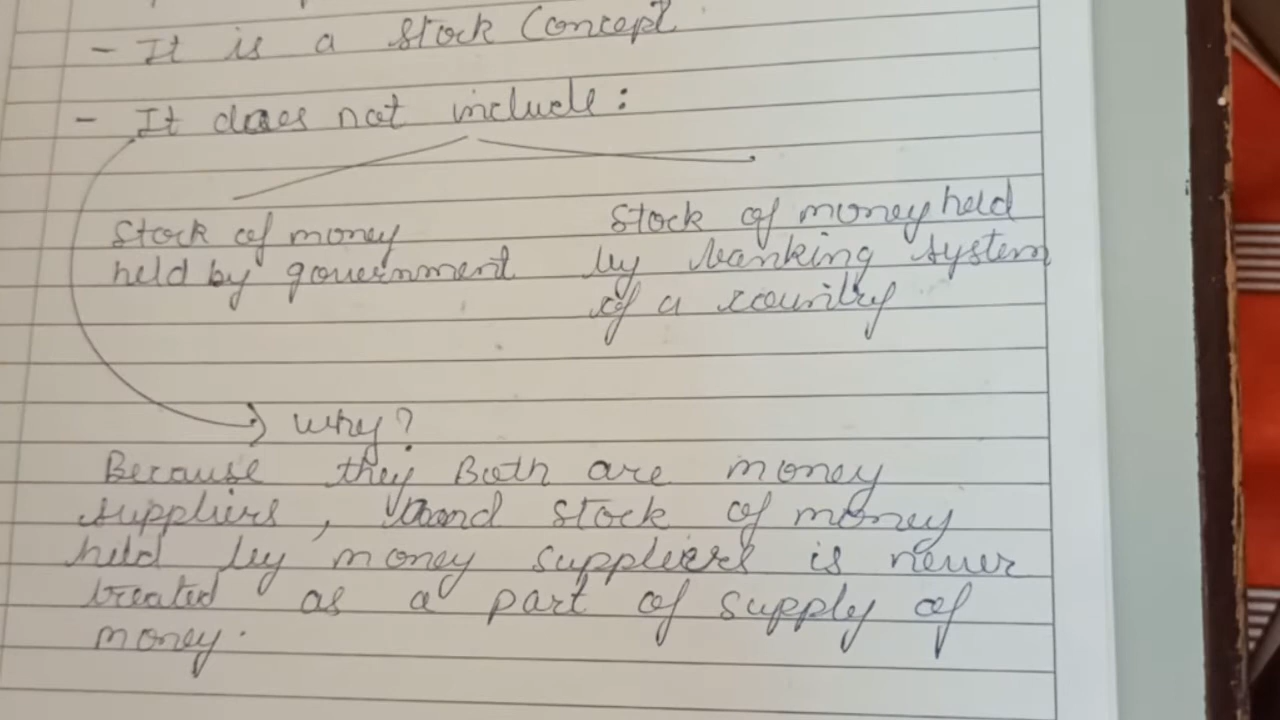 - It is a stock Concept
- It does not include:
Stock of money held by government
Stock of money held by banking system of a country
→ why?
Because they Both are money
suppliers, and stock of money
held by money suppliers is never
treated as a part of supply of
money.